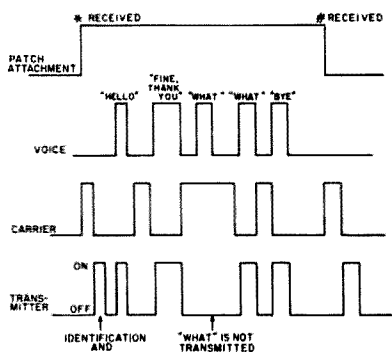 * RECEIVED
# RECEIVED
PATCH
ATTACHMENT
"FINE,
THANK
"HELLO" YOU" "WHAT" "WHAT" "BYE"
VOICE
CARRIER
ON
TRANS-
MITTER
OFF
IDENTIFICATION
AND
"WHAT" IS NOT
TRANSMITTED